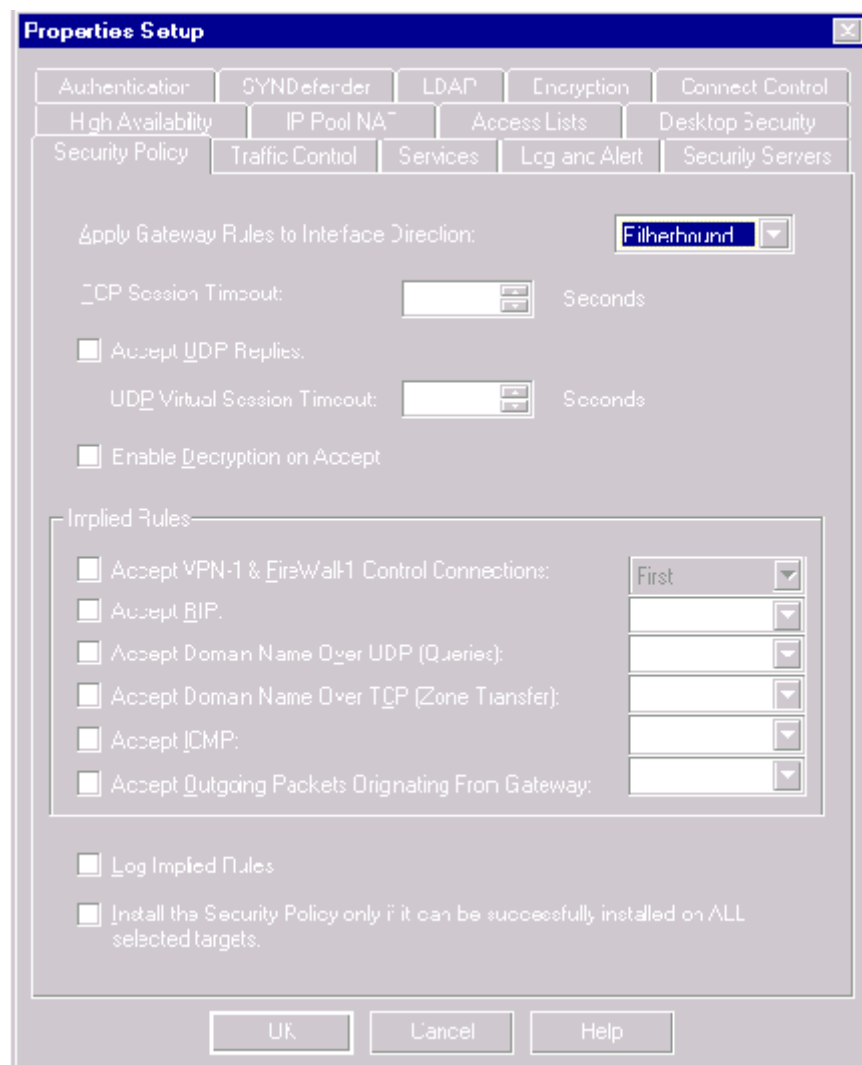 Properties Setup
Authentication SYNDefender LDAP Encryption Connect Control
High Availability IP Pool NAT Access Lists Desktop Security
Security Policy Traffic Control Services Log and Alert Security Servers
Apply Gateway Rules to Interface Direction: Eitherbound
TCP Session Timeout: Seconds
Accept UDP Replies:
UDP Virtual Session Timeout: Seconds
Enable Decryption on Accept
Implied Rules
Accept VPN-1 & FireWall-1 Control Connections: First
Accept RIP:
Accept Domain Name Over UDP (Queries):
Accept Domain Name Over TCP (Zone Transfer):
Accept ICMP:
Accept Outgoing Packets Originating From Gateway:
Log Implied Rules
Install the Security Policy only if it can be successfully installed on ALL
selected targets.
OK Cancel Help